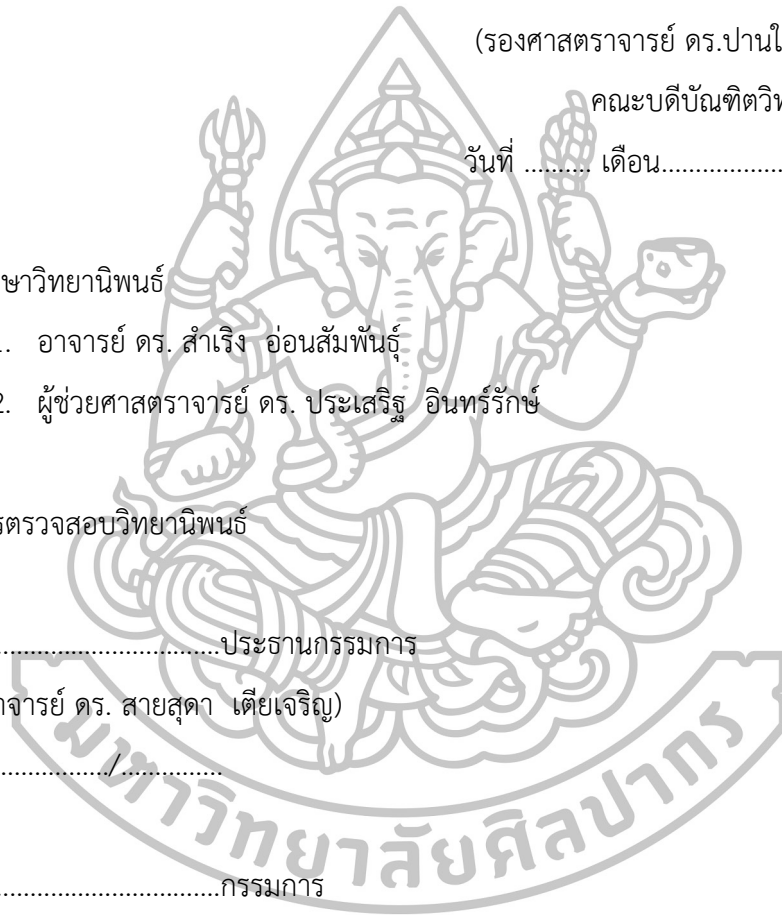 (รองศาสตราจารย์ ดร.ปานใ
คณะบดีบัณฑิตวิท
วันที่ .......... เดือน...................
ษาวิทยานิพนธ์
1. อาจารย์ ดร. สำเริง อ่อนสัมพันธุ์
2. ผู้ช่วยศาสตราจารย์ ดร. ประเสริฐ อินทร์รักษ์
รตรวจสอบวิทยานิพนธ์
..................................ประธานกรรมการ
าจารย์ ดร. สายสุดา เตียเจริญ)
................./...............
..................................กรรมการ
มหาวิทยาลัยศิลปากร